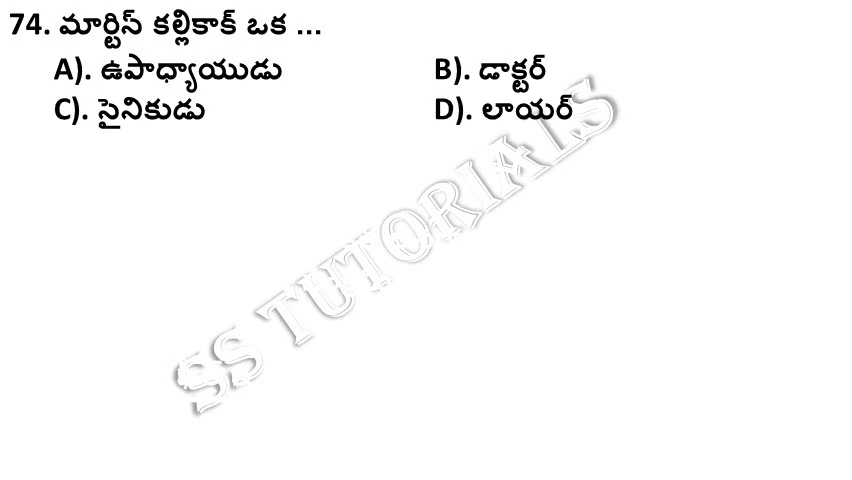 74. మార్టిస్ కల్లికాక్ ఒక ...
A). ఉపాధ్యాయుడు B). డాక్టర్
C). సైనికుడు D). లాయర్
SS TUTORIALS